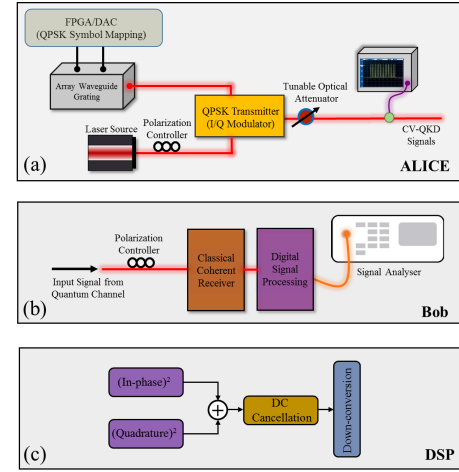 FPGA/DAC
(QPSK Symbol Mapping)
Array Waveguide
Grating
Laser Source
Polarization
Controller
QPSK Transmitter
(I/Q Modulator)
Tunable Optical
Attenuator
CV-QKD
Signals
(a)
ALICE
Polarization
Controller
Input Signal from
Quantum Channel
Classical
Coherent
Receiver
Digital
Signal
Processing
Signal Analyser
(b)
Bob
(In-phase)²
(Quadrature)²
DC
Cancellation
Down-conversion
(c)
DSP